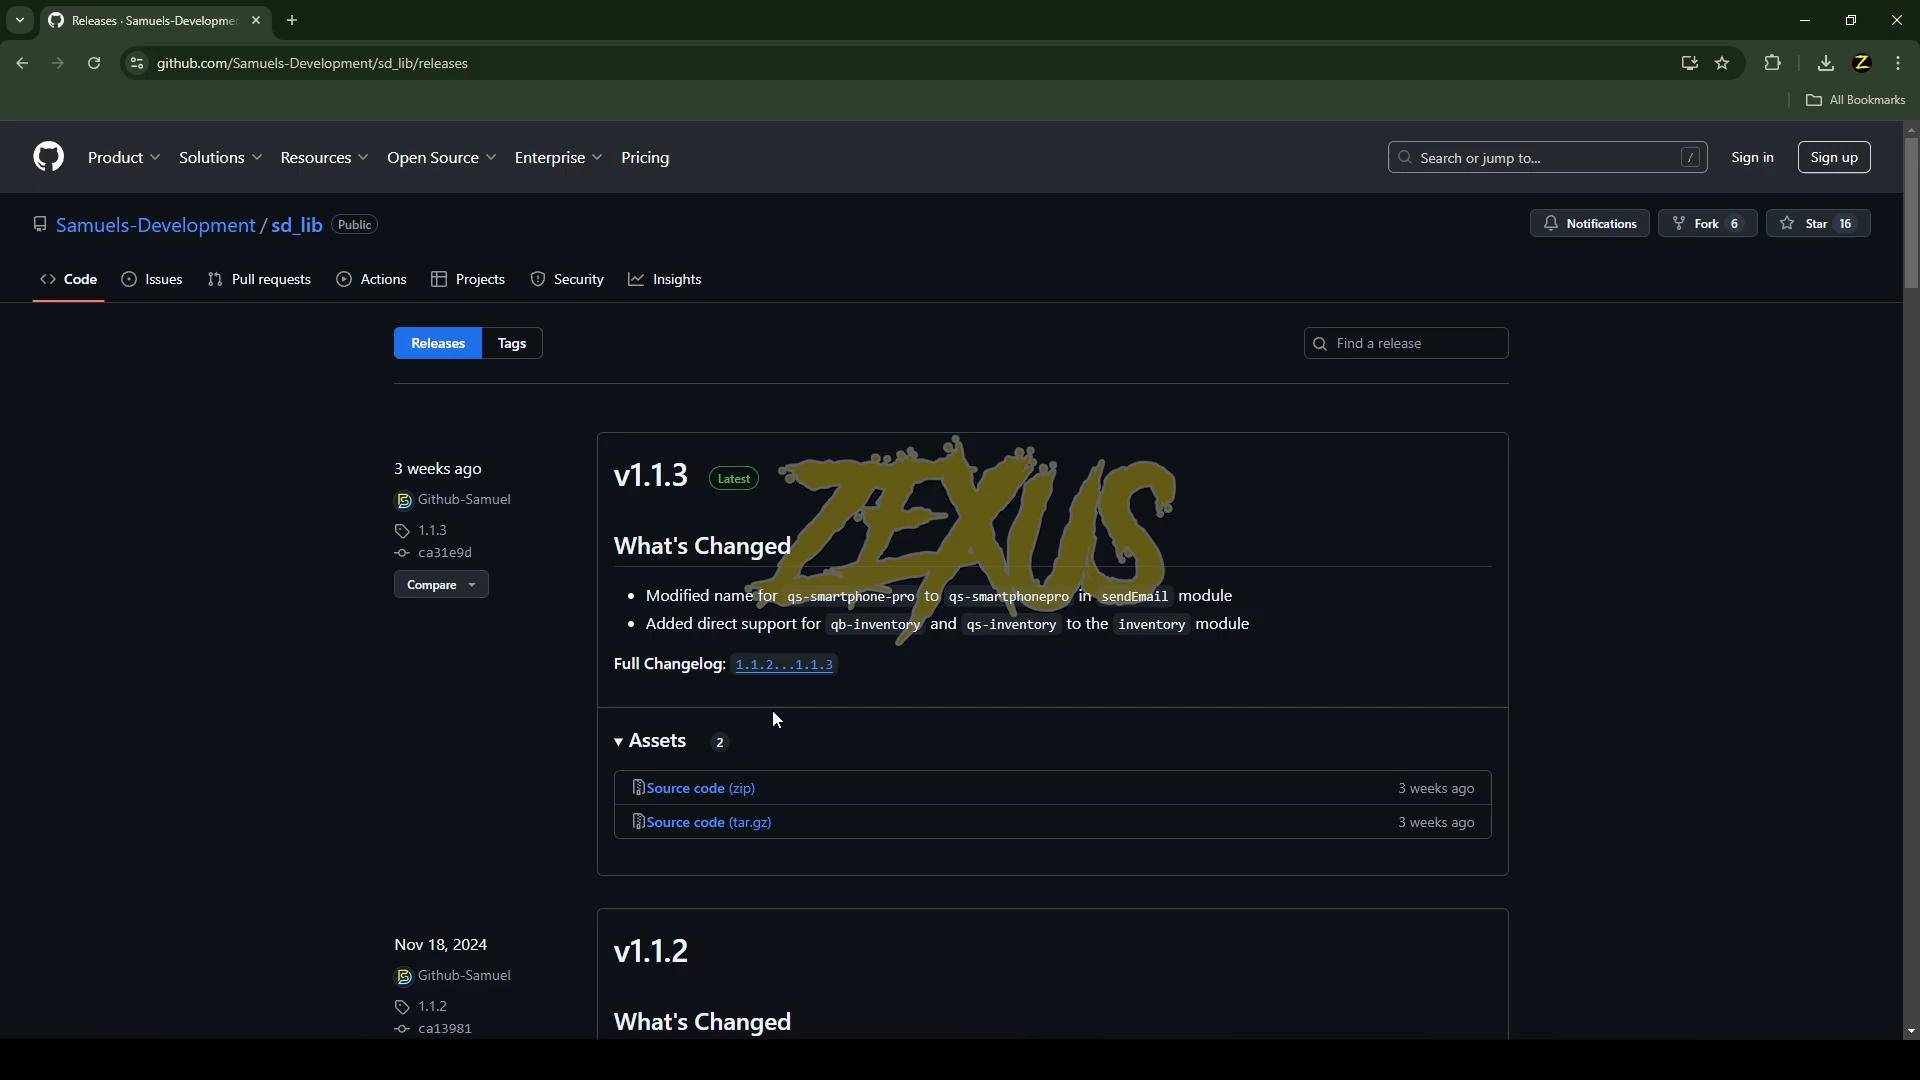 Releases · Samuels-Developme
github.com/Samuels-Development/sd_lib/releases
Z
All Bookmarks
Product
Solutions
Resources
Open Source
Enterprise
Pricing
Search or jump to...
/
Sign in
Sign up
Samuels-Development / sd_lib
Public
Notifications
Fork 6
Star 16
Code
Issues
Pull requests
Actions
Projects
Security
Insights
Releases
Tags
Find a release
3 weeks ago
Github-Samuel
1.1.3
ca31e9d
Compare
v1.1.3
Latest
ZEXUS
What's Changed
Modified name for qs-smartphone-pro to qs-smartphonepro in sendEmail module
Added direct support for qb-inventory and qs-inventory to the inventory module
Full Changelog: 1.1.2...1.1.3
Assets 2
Source code (zip) 3 weeks ago
Source code (tar.gz) 3 weeks ago
Nov 18, 2024
Github-Samuel
1.1.2
ca13981
v1.1.2
What's Changed